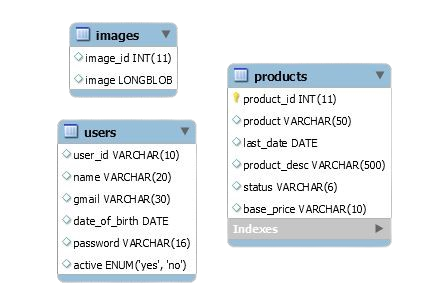 images
image_id INT(11)
image LONGBLOB
products
product_id INT(11)
product VARCHAR(50)
last_date DATE
product_desc VARCHAR(500)
status VARCHAR(6)
base_price VARCHAR(10)
Indexes
users
user_id VARCHAR(10)
name VARCHAR(20)
gmail VARCHAR(30)
date_of_birth DATE
password VARCHAR(16)
active ENUM('yes', 'no')